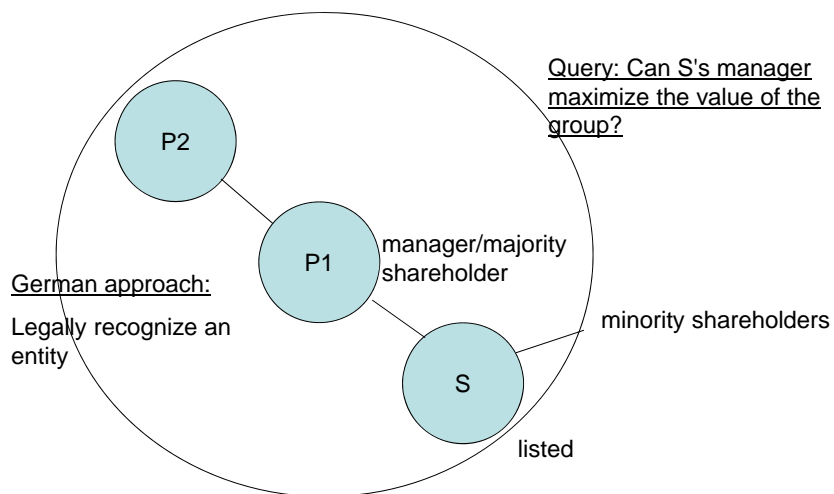 Query: Can S's manager
maximize the value of the
group?
P2
manager/majority
shareholder
P1
German approach:
Legally recognize an
entity
minority shareholders
S
listed